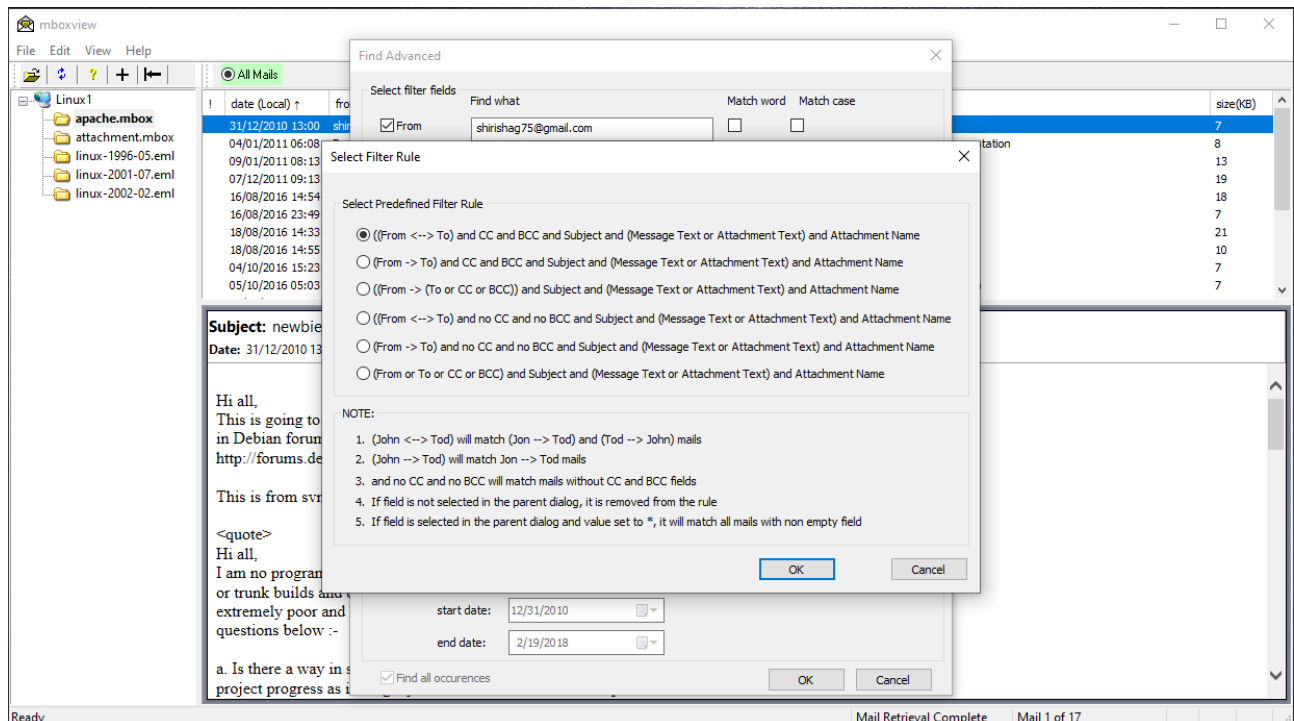 mboxview
File Edit View Help
All Mails
Linux1
apache.mbox
attachment.mbox
linux-1996-05.eml
linux-2001-07.eml
linux-2002-02.eml
! date (Local) ↑ fro size(KB)
31/12/2010 13:00 shi 7
04/01/2011 06:08 tation 8
09/01/2011 08:13 13
07/12/2011 09:13 19
16/08/2016 14:54 18
16/08/2016 23:49 7
18/08/2016 14:33 21
18/08/2016 14:55 10
04/10/2016 15:23 7
05/10/2016 05:03 7
Find Advanced
Select filter fields
Find what Match word Match case
From shirishag75@gmail.com
Select Filter Rule
Select Predefined Filter Rule
((From <--> To) and CC and BCC and Subject and (Message Text or Attachment Text) and Attachment Name
(From -> To) and CC and BCC and Subject and (Message Text or Attachment Text) and Attachment Name
((From -> (To or CC or BCC)) and Subject and (Message Text or Attachment Text) and Attachment Name
((From <--> To) and no CC and no BCC and Subject and (Message Text or Attachment Text) and Attachment Name
(From -> To) and no CC and no BCC and Subject and (Message Text or Attachment Text) and Attachment Name
(From or To or CC or BCC) and Subject and (Message Text or Attachment Text) and Attachment Name
NOTE:
1. (John <--> Tod) will match (Jon --> Tod) and (Tod --> John) mails
2. (John --> Tod) will match Jon --> Tod mails
3. and no CC and no BCC will match mails without CC and BCC fields
4. If field is not selected in the parent dialog, it is removed from the rule
5. If field is selected in the parent dialog and value set to *, it will match all mails with non empty field
OK Cancel
start date: 12/31/2010
end date: 2/19/2018
Find all occurences
OK Cancel
Subject: newbie
Date: 31/12/2010 13
Hi all,
This is going to
in Debian forum
http://forums.de
This is from svn
<quote>
Hi all,
I am no program
or trunk builds and
extremely poor and
questions below :-
a. Is there a way in s
project progress as i
Ready
Mail Retrieval Complete Mail 1 of 17